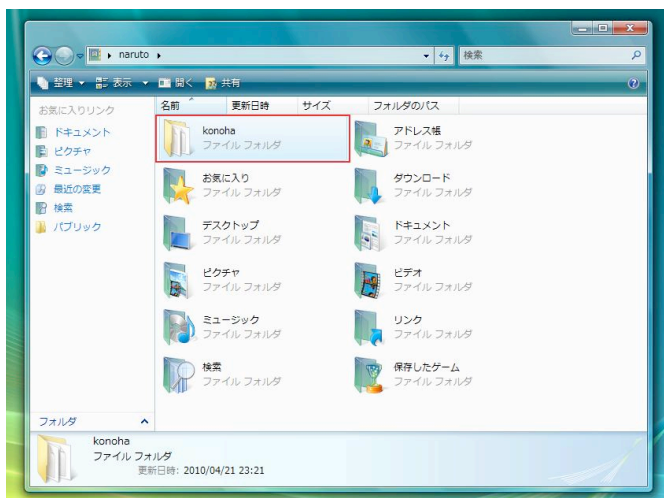 naruto
検索
整理 表示 開く 共有
お気に入りリンク
ドキュメント
ピクチャ
ミュージック
最近の変更
検索
パブリック
フォルダ
名前 更新日時 サイズ フォルダのパス
konoha
ファイル フォルダ
アドレス帳
ファイル フォルダ
お気に入り
ファイル フォルダ
ダウンロード
ファイル フォルダ
デスクトップ
ファイル フォルダ
ドキュメント
ファイル フォルダ
ピクチャ
ファイル フォルダ
ビデオ
ファイル フォルダ
ミュージック
ファイル フォルダ
リンク
ファイル フォルダ
検索
ファイル フォルダ
保存したゲーム
ファイル フォルダ
konoha
ファイル フォルダ
更新日時: 2010/04/21 23:21